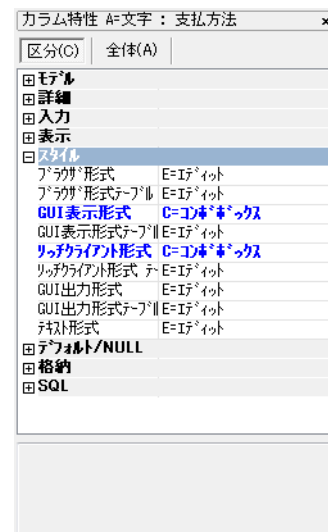 カラム特性 A=文字 : 支払方法 ×
区分(C) 全体(A)
モデル
詳細
入力
表示
スタイル
ブラウザ形式 E=エディット
ブラウザ形式テーブル E=エディット
GUI表示形式 C=コンボボックス
GUI表示形式テーブル E=エディット
リッチクライアント形式 C=コンボボックス
リッチクライアント形式 テ E=エディット
GUI出力形式 E=エディット
GUI出力形式テーブル E=エディット
テキスト形式 E=エディット
デフォルト/NULL
格納
SQL